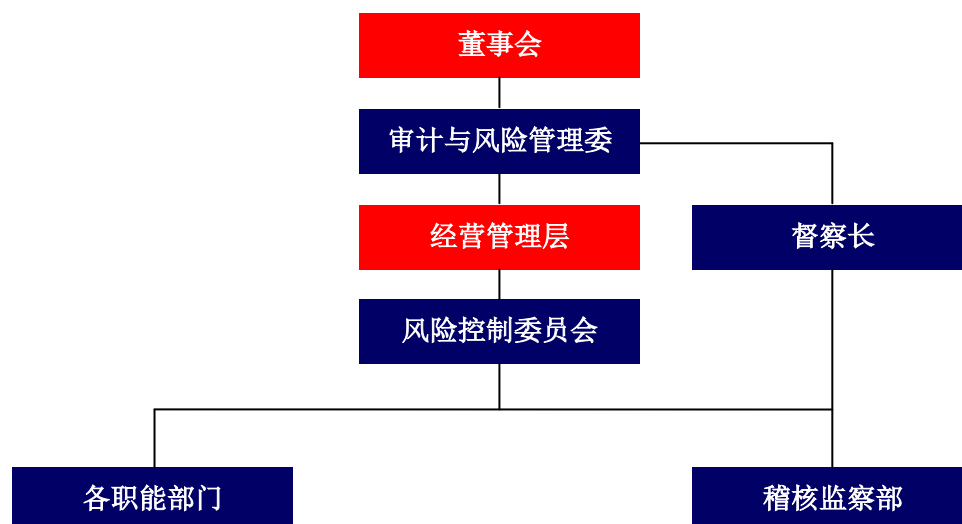 董事会
审计与风险管理委
经营管理层
督察长
风险控制委员会
各职能部门
稽核监察部